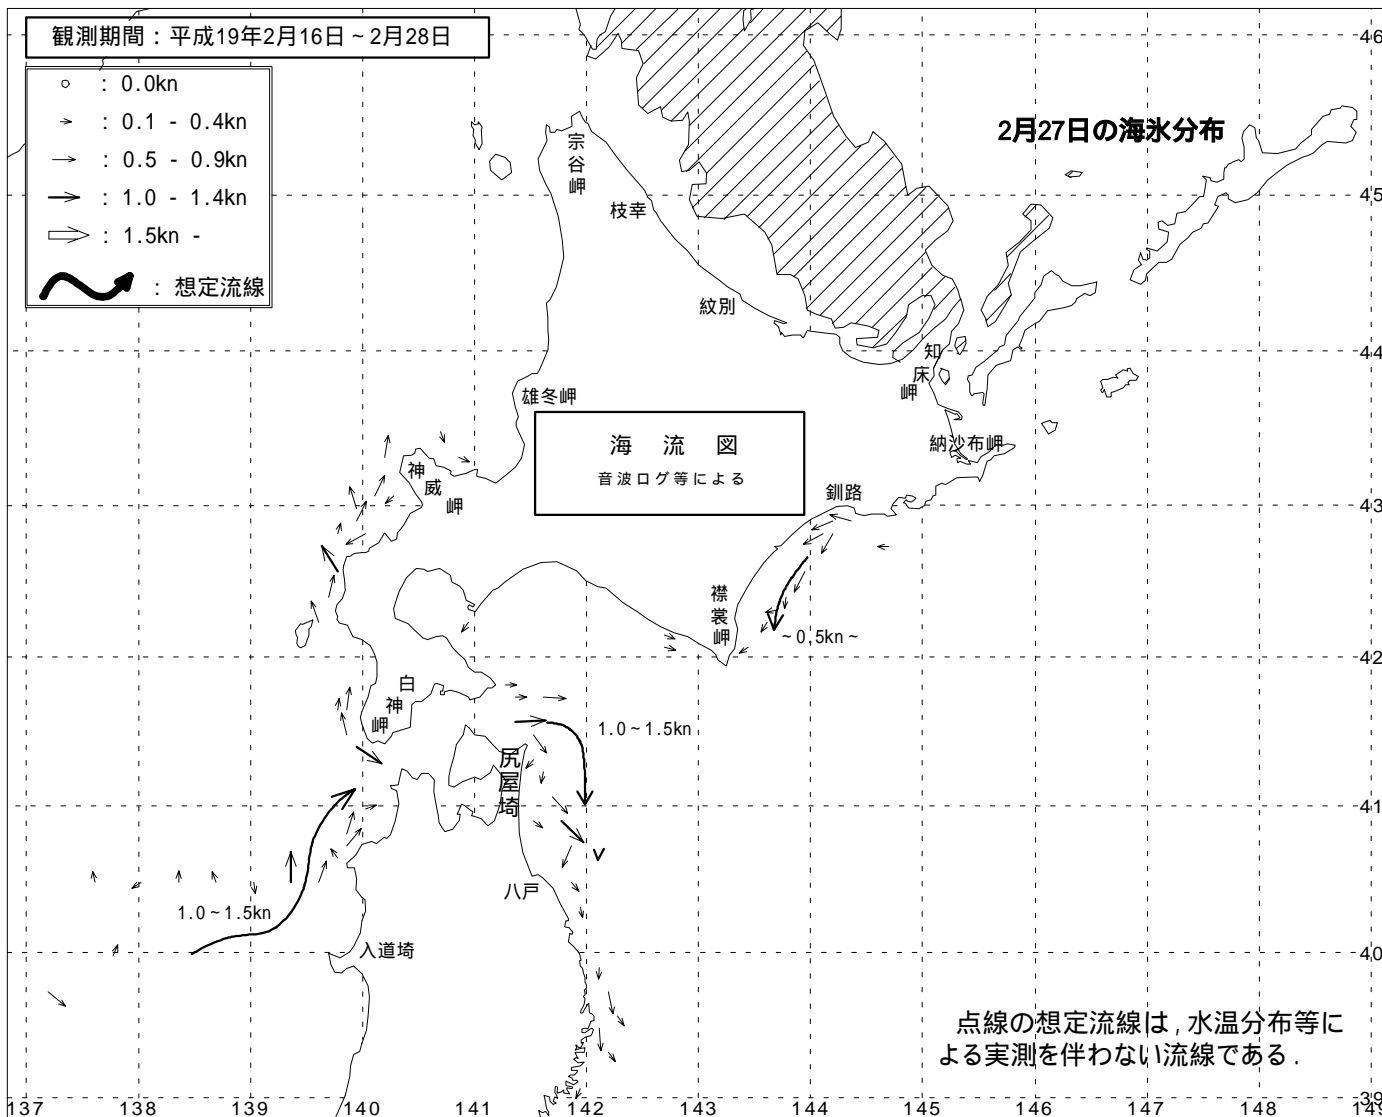 観測期間：平成19年2月16日～2月28日
： 0.0kn
： 0.1 - 0.4kn
： 0.5 - 0.9kn
： 1.0 - 1.4kn
： 1.5kn -
： 想定流線
2月27日の海氷分布
宗谷岬
枝幸
紋別
知床岬
雄冬岬
海 流 図
音波ログ等による
納沙布岬
神威岬
釧路
襟裳岬
~0.5kn~
白神岬
1.0~1.5kn
尻屋埼
八戸
1.0~1.5kn
入道埼
点線の想定流線は，水温分布等に
よる実測を伴わない流線である．
46
45
44
43
42
41
40
39
137 138 139 140 141 142 143 144 145 146 147 148 149